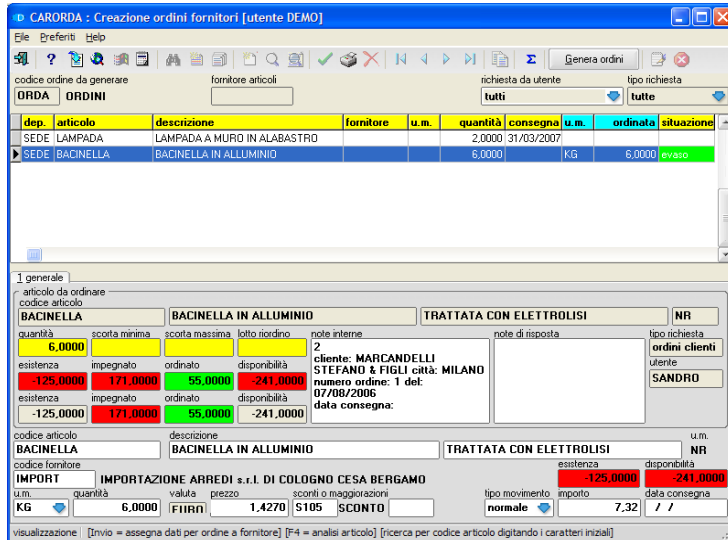 CARORDA : Creazione ordini fornitori [utente DEMO]
File Preferiti Help
Σ Genera ordini
codice ordine da generare fornitore articoli richiesta da utente tipo richiesta
ORDA ORDINI tutti tutte
dep. articolo descrizione fornitore u.m. quantità consegna u.m. ordinata situazione
SEDE LAMPADA LAMPADA A MURO IN ALABASTRO 2,0000 31/03/2007
SEDE BACINELLA BACINELLA IN ALLUMINIO 6,0000 KG 6,0000 evaso
1 generale
articolo da ordinare
codice articolo
BACINELLA BACINELLA IN ALLUMINIO TRATTATA CON ELETTROLISI NR
quantità scorta minima scorta massima lotto riordino note interne note di risposta tipo richiesta
6,0000 2 ordini clienti
cliente: MARCANDELLI
STEFANO & FIGLI città: MILANO
numero ordine: 1 del:
07/08/2006
data consegna:
utente
SANDRO
esistenza impegnato ordinato disponibilità
-125,0000 171,0000 55,0000 -241,0000
esistenza impegnato ordinato disponibilità
-125,0000 171,0000 55,0000 -241,0000
codice articolo descrizione u.m.
BACINELLA BACINELLA IN ALLUMINIO TRATTATA CON ELETTROLISI NR
codice fornitore esistenza disponibilità
IMPORT IMPORTAZIONE ARREDI s.r.l. DI COLOGNO CESA BERGAMO -125,0000 -241,0000
u.m. quantità valuta prezzo sconti o maggiorazioni tipo movimento importo data consegna
KG 6,0000 EURO 1,4270 S105 SCONTO normale 7,32 / /
visualizzazione [Invio = assegna dati per ordine a fornitore] [F4 = analisi articolo] [ricerca per codice articolo digitando i caratteri iniziali]